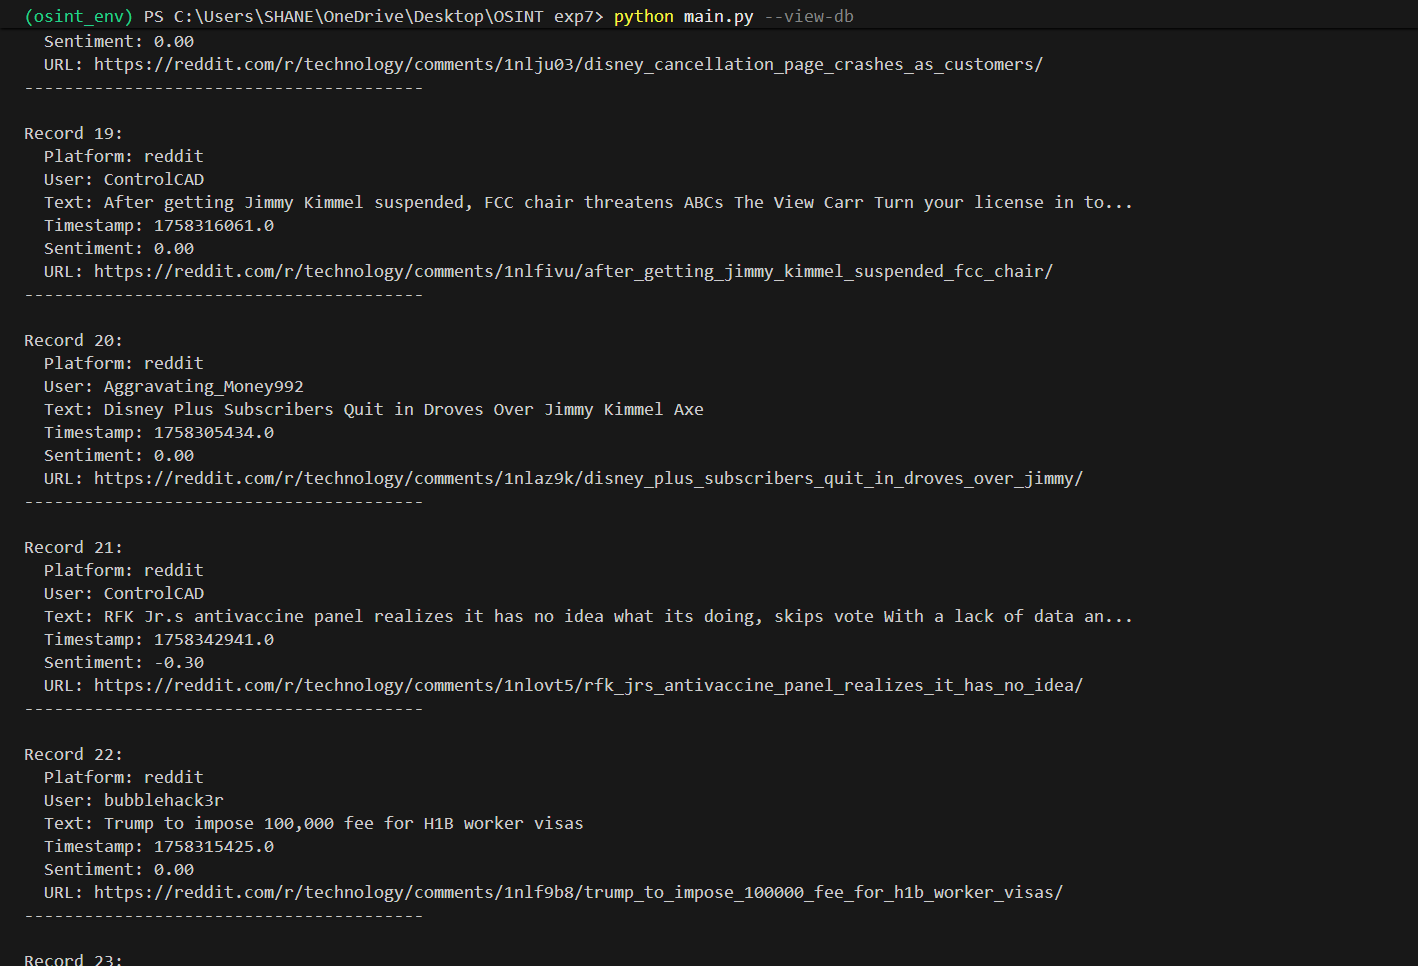 (osint_env) PS C:\Users\SHANE\OneDrive\Desktop\OSINT exp7> python main.py --view-db
Sentiment: 0.00
URL: https://reddit.com/r/technology/comments/1nlju03/disney_cancellation_page_crashes_as_customers/
----------------------------------------
Record 19:
Platform: reddit
User: ControlCAD
Text: After getting Jimmy Kimmel suspended, FCC chair threatens ABCs The View Carr Turn your license in to...
Timestamp: 1758316061.0
Sentiment: 0.00
URL: https://reddit.com/r/technology/comments/1nlfivu/after_getting_jimmy_kimmel_suspended_fcc_chair/
----------------------------------------
Record 20:
Platform: reddit
User: Aggravating_Money992
Text: Disney Plus Subscribers Quit in Droves Over Jimmy Kimmel Axe
Timestamp: 1758305434.0
Sentiment: 0.00
URL: https://reddit.com/r/technology/comments/1nlaz9k/disney_plus_subscribers_quit_in_droves_over_jimmy/
----------------------------------------
Record 21:
Platform: reddit
User: ControlCAD
Text: RFK Jr.s antivaccine panel realizes it has no idea what its doing, skips vote With a lack of data an...
Timestamp: 1758342941.0
Sentiment: -0.30
URL: https://reddit.com/r/technology/comments/1nlovt5/rfk_jrs_antivaccine_panel_realizes_it_has_no_idea/
----------------------------------------
Record 22:
Platform: reddit
User: bubblehack3r
Text: Trump to impose 100,000 fee for H1B worker visas
Timestamp: 1758315425.0
Sentiment: 0.00
URL: https://reddit.com/r/technology/comments/1nlf9b8/trump_to_impose_100000_fee_for_h1b_worker_visas/
----------------------------------------
Record 23: